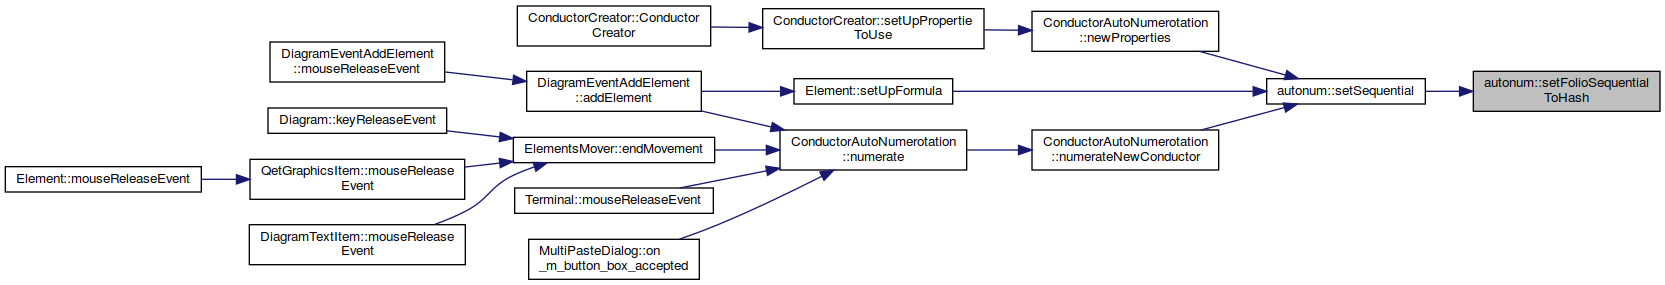 ConductorCreator::Conductor
Creator
ConductorCreator::setUpPropertie
ToUse
ConductorAutoNumerotation
::newProperties
DiagramEventAddElement
::mouseReleaseEvent
DiagramEventAddElement
::addElement
Element::setUpFormula
autonum::setSequential
autonum::setFolioSequential
ToHash
Diagram::keyReleaseEvent
ElementsMover::endMovement
ConductorAutoNumerotation
::numerate
ConductorAutoNumerotation
::numerateNewConductor
Element::mouseReleaseEvent
QetGraphicsItem::mouseRelease
Event
Terminal::mouseReleaseEvent
DiagramTextItem::mouseRelease
Event
MultiPasteDialog::on
_m_button_box_accepted